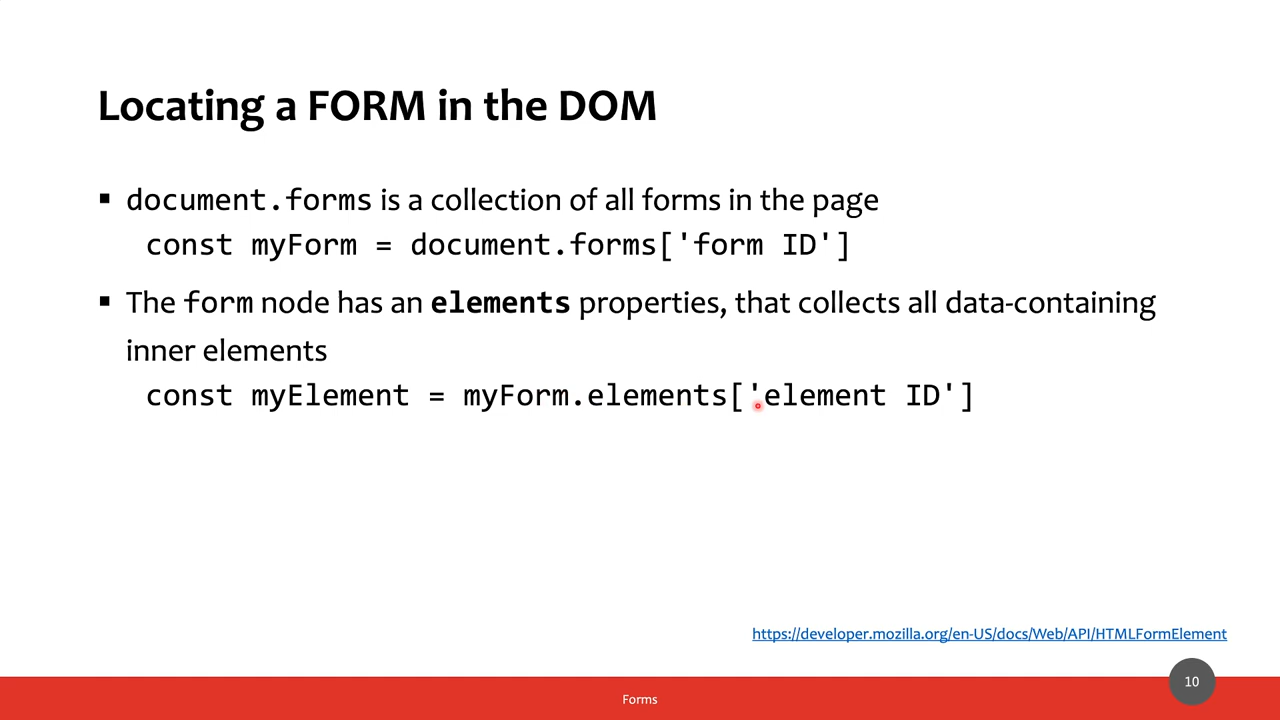 Locating a FORM in the DOM
▪ document.forms is a collection of all forms in the page
const myForm = document.forms['form ID']
▪ The form node has an elements properties, that collects all data-containing
inner elements
const myElement = myForm.elements['element ID']
https://developer.mozilla.org/en-US/docs/Web/API/HTMLFormElement
10
Forms